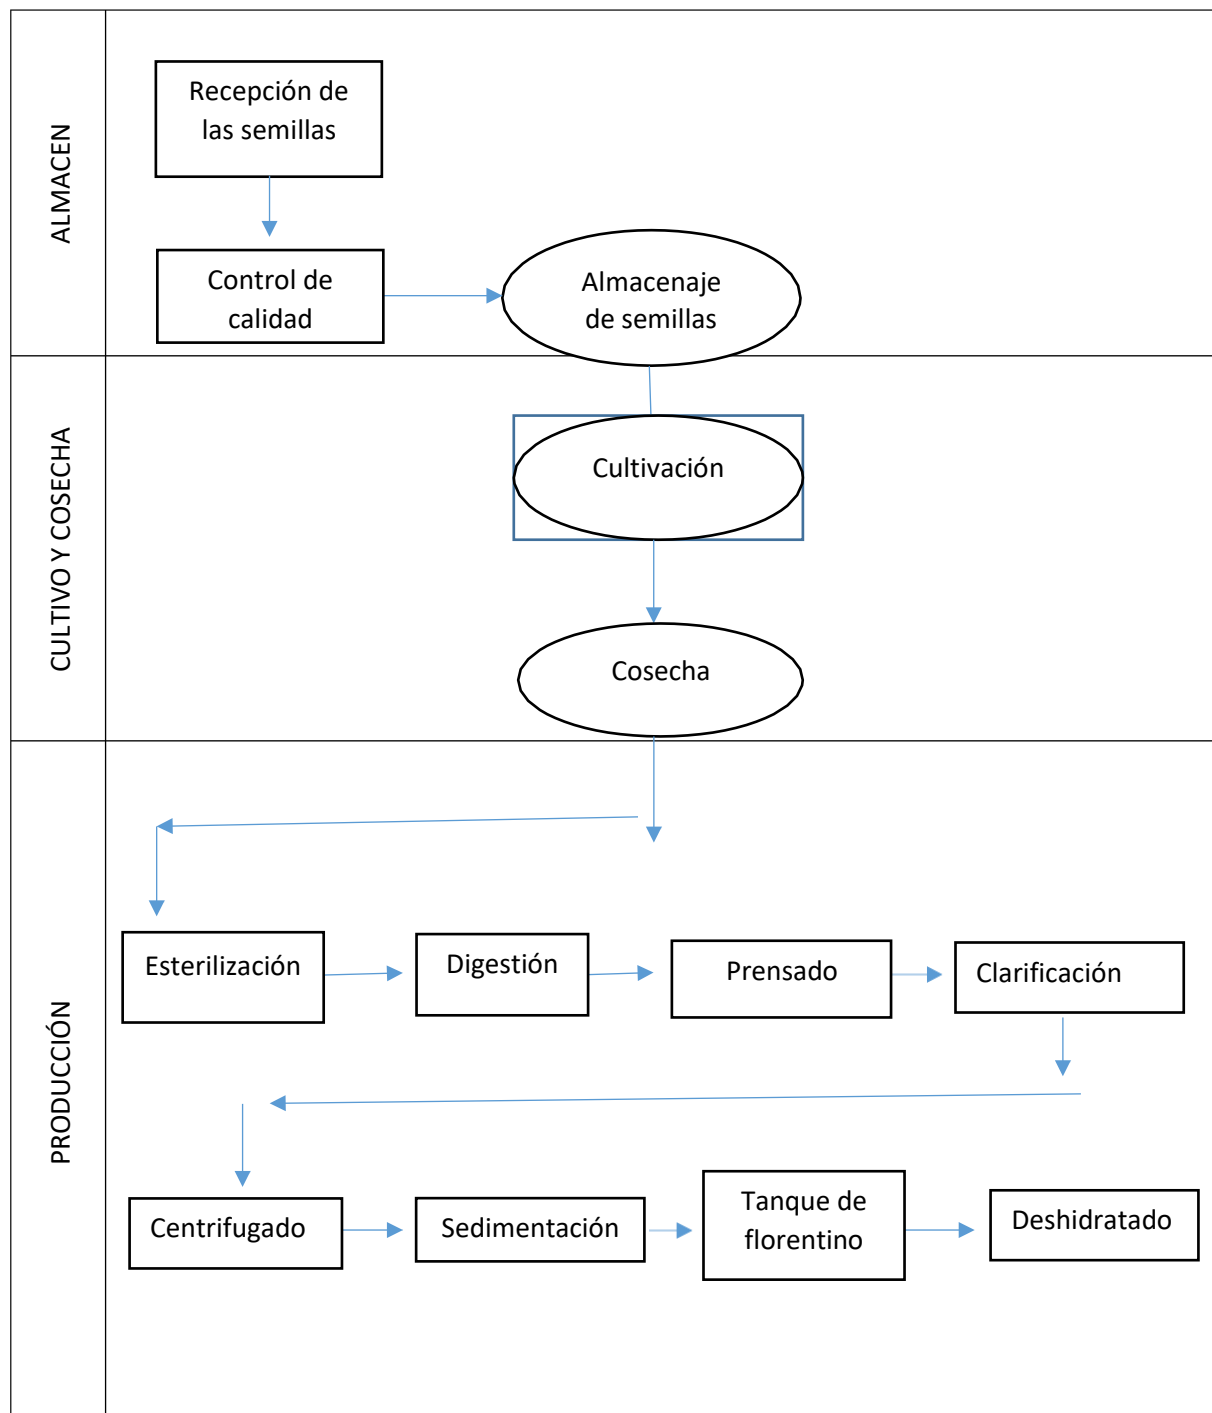 ALMACEN
Recepción de
las semillas
Control de
calidad
Almacenaje
de semillas
CULTIVO Y COSECHA
Cultivación
Cosecha
PRODUCCIÓN
Esterilización
Digestión
Prensado
Clarificación
Centrifugado
Sedimentación
Tanque de
florentino
Deshidratado